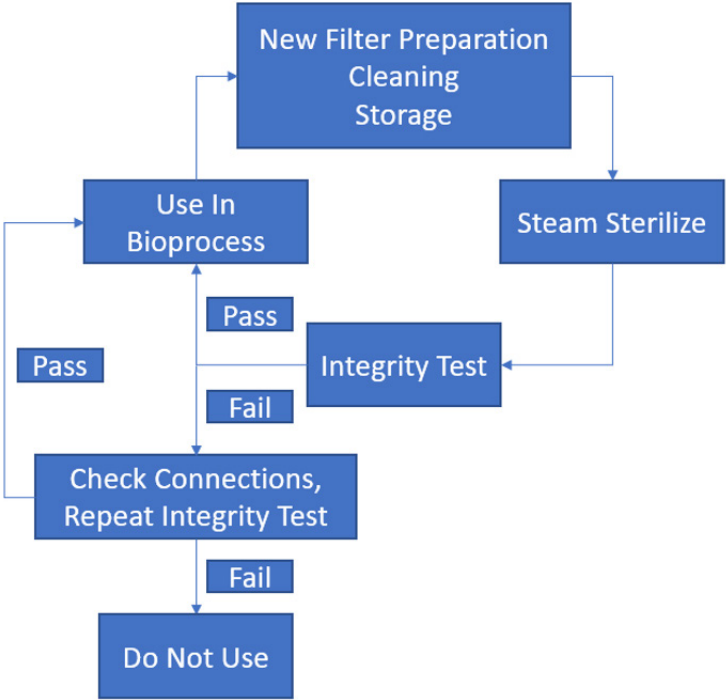 New Filter Preparation
Cleaning
Storage
Use In
Bioprocess
Steam Sterilize
Pass
Integrity Test
Pass
Fail
Check Connections,
Repeat Integrity Test
Fail
Do Not Use